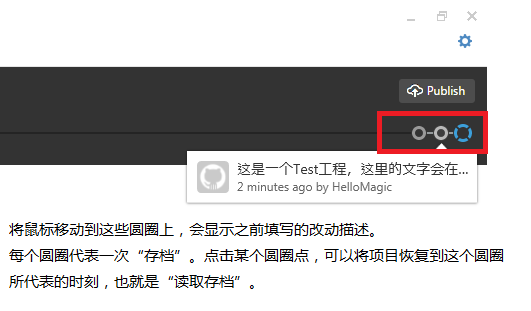 Publish
这是一个Test工程，这里的文字会在...
2 minutes ago by HelloMagic
将鼠标移动到这些圆圈上，会显示之前填写的改动描述。
每个圆圈代表一次“存档”。点击某个圆圈点，可以将项目恢复到这个圆圈
所代表的时刻，也就是“读取存档”。